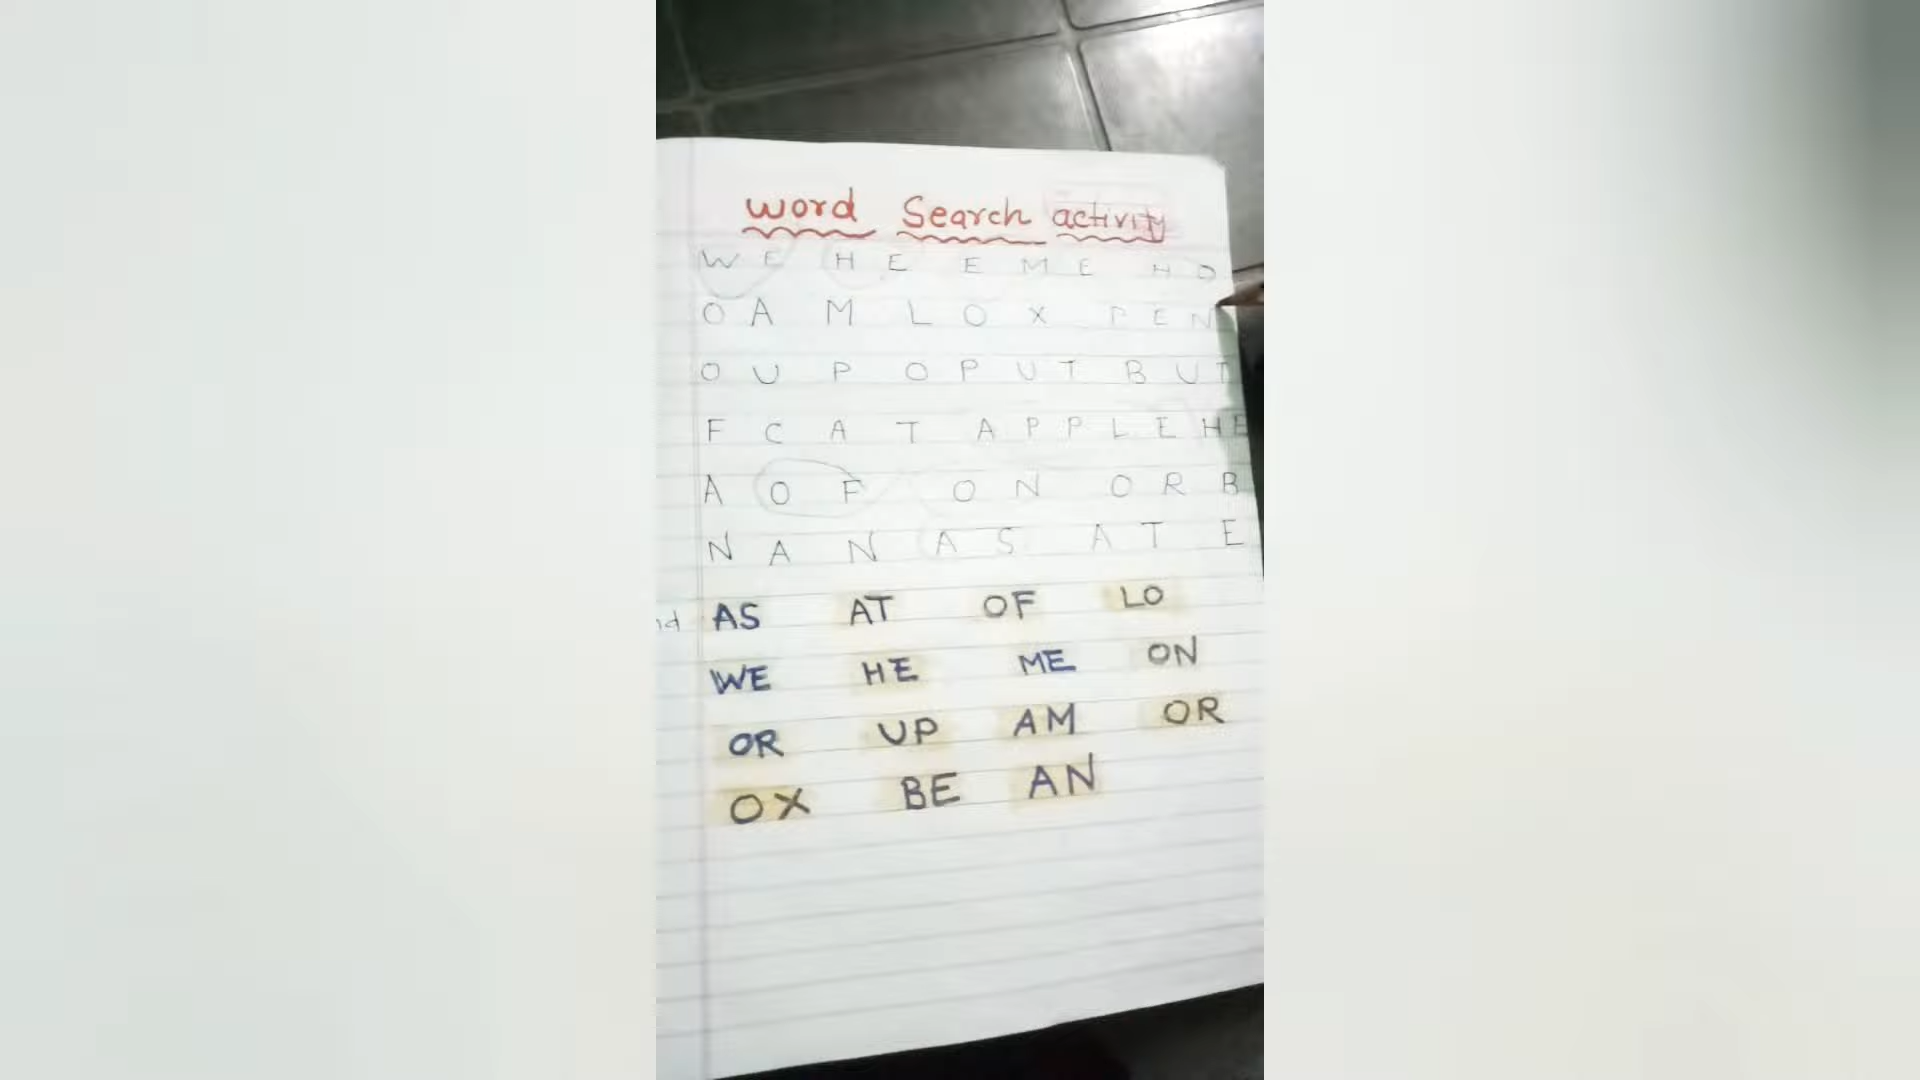 word Search activity
W E H E E M E H D
O A M L O X P E N
O U P O P U T B U T
F C A T A P P L E H E
A O F O N O R B
N A N A S A T E
AS AT OF LO
WE HE ME ON
OR UP AM OR
OX BE AN